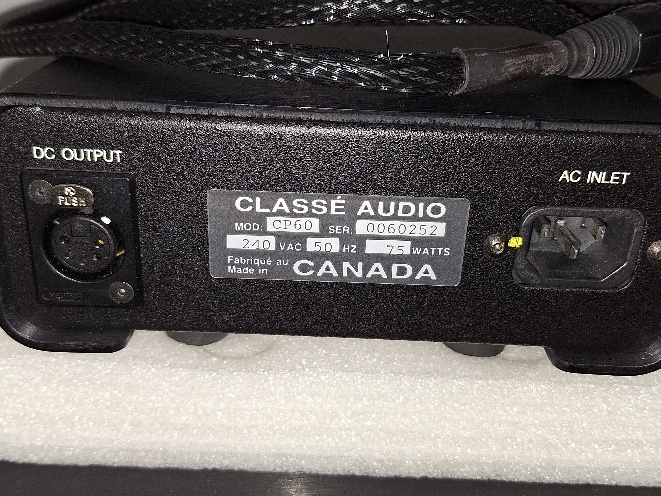 DC OUTPUT
PUSH
AC INLET
CLASSÉ AUDIO
MOD: CP60 SER: 0060252
240 VAC 50 HZ 75 WATTS
Fabriqué au
Made in CANADA